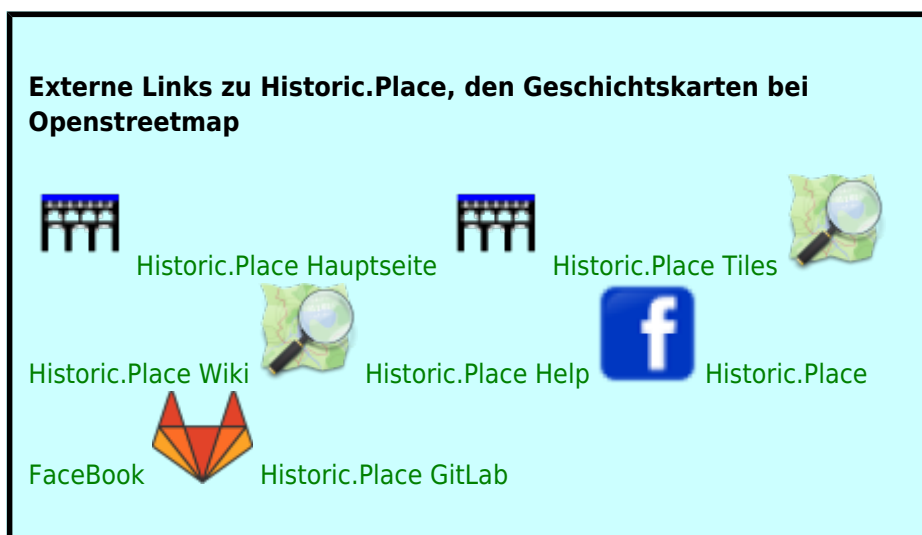 Externe Links zu Historic.Place, den Geschichtskarten bei
Openstreetmap
Historic.Place Hauptseite Historic.Place Tiles
Historic.Place Wiki Historic.Place Help Historic.Place
FaceBook Historic.Place GitLab